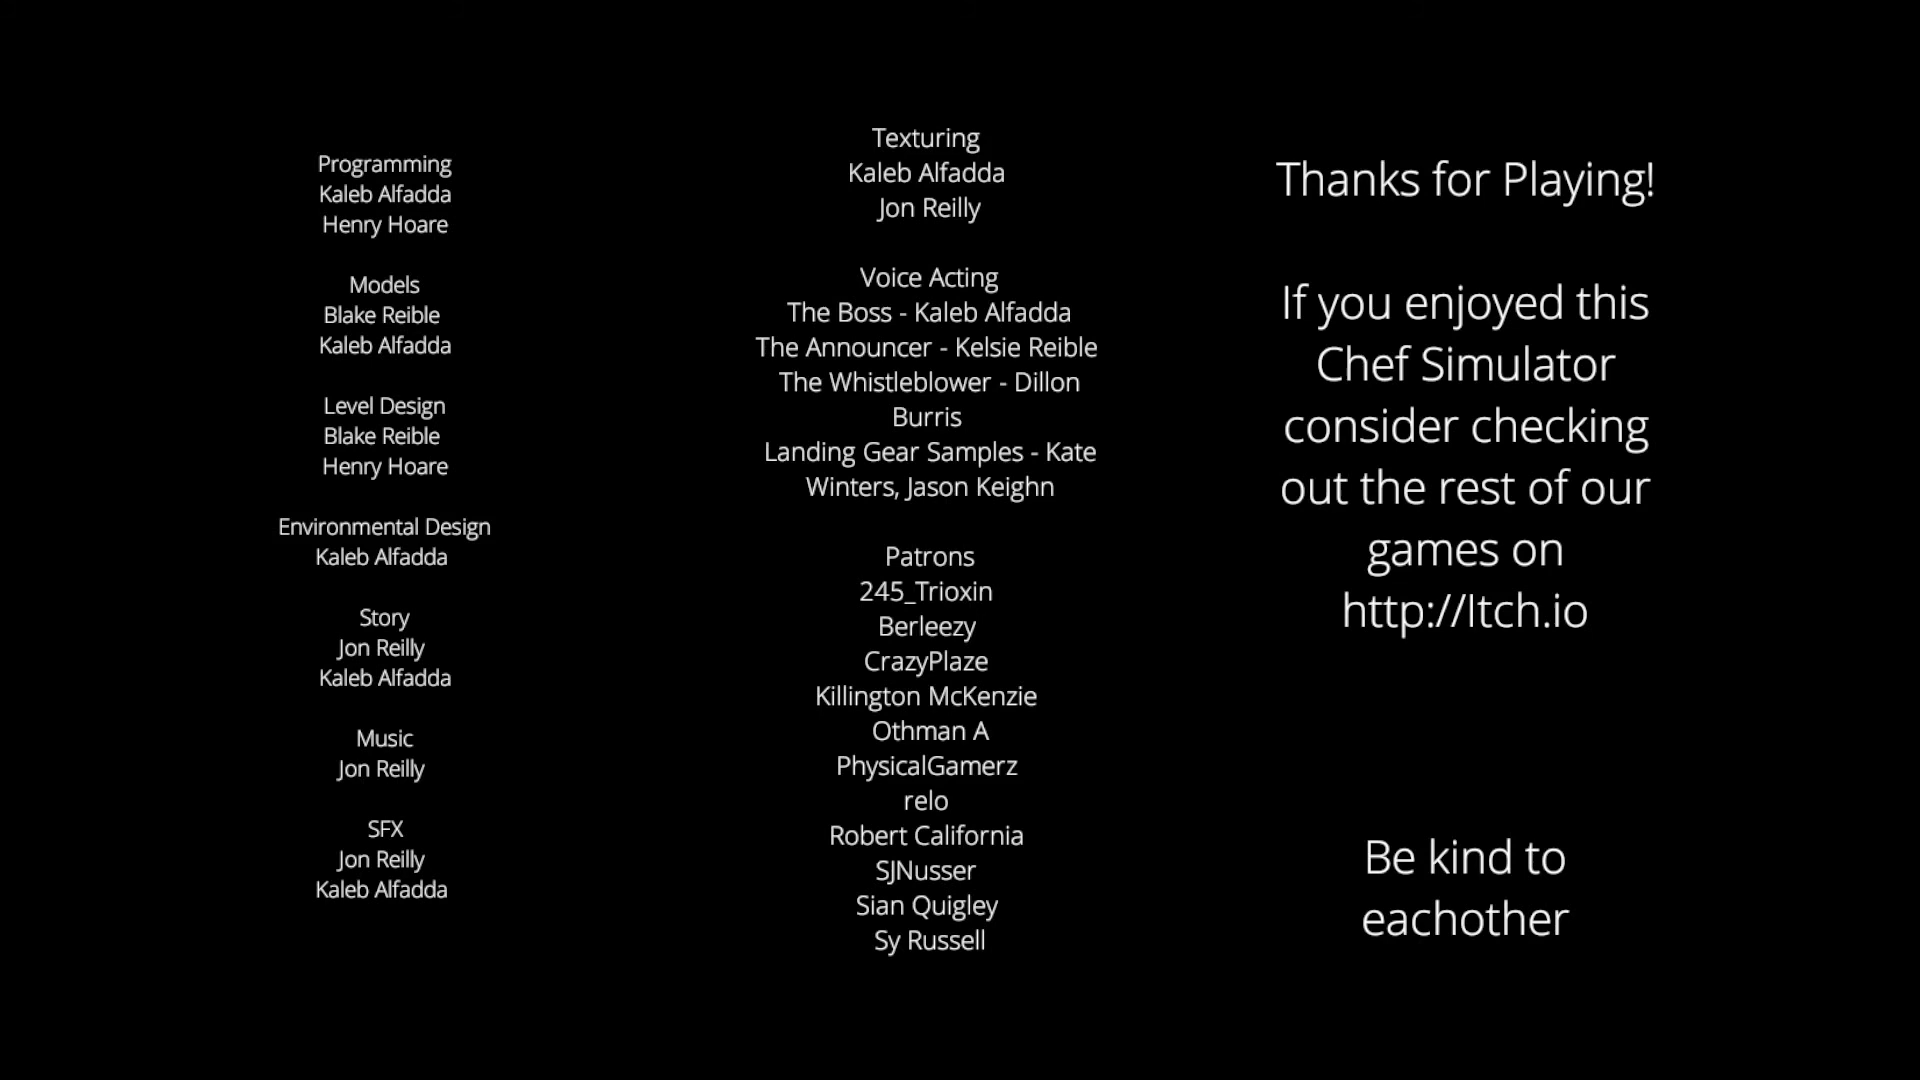 Programming
Kaleb Alfadda
Henry Hoare
Models
Blake Reible
Kaleb Alfadda
Level Design
Blake Reible
Henry Hoare
Environmental Design
Kaleb Alfadda
Story
Jon Reilly
Kaleb Alfadda
Music
Jon Reilly
SFX
Jon Reilly
Kaleb Alfadda
Texturing
Kaleb Alfadda
Jon Reilly
Voice Acting
The Boss - Kaleb Alfadda
The Announcer - Kelsie Reible
The Whistleblower - Dillon
Burris
Landing Gear Samples - Kate
Winters, Jason Keighn
Patrons
245_Trioxin
Berleezy
CrazyPlaze
Killington McKenzie
Othman A
PhysicalGamerz
relo
Robert California
SJNusser
Sian Quigley
Sy Russell
Thanks for Playing!
If you enjoyed this
Chef Simulator
consider checking
out the rest of our
games on
http://Itch.io
Be kind to
eachother